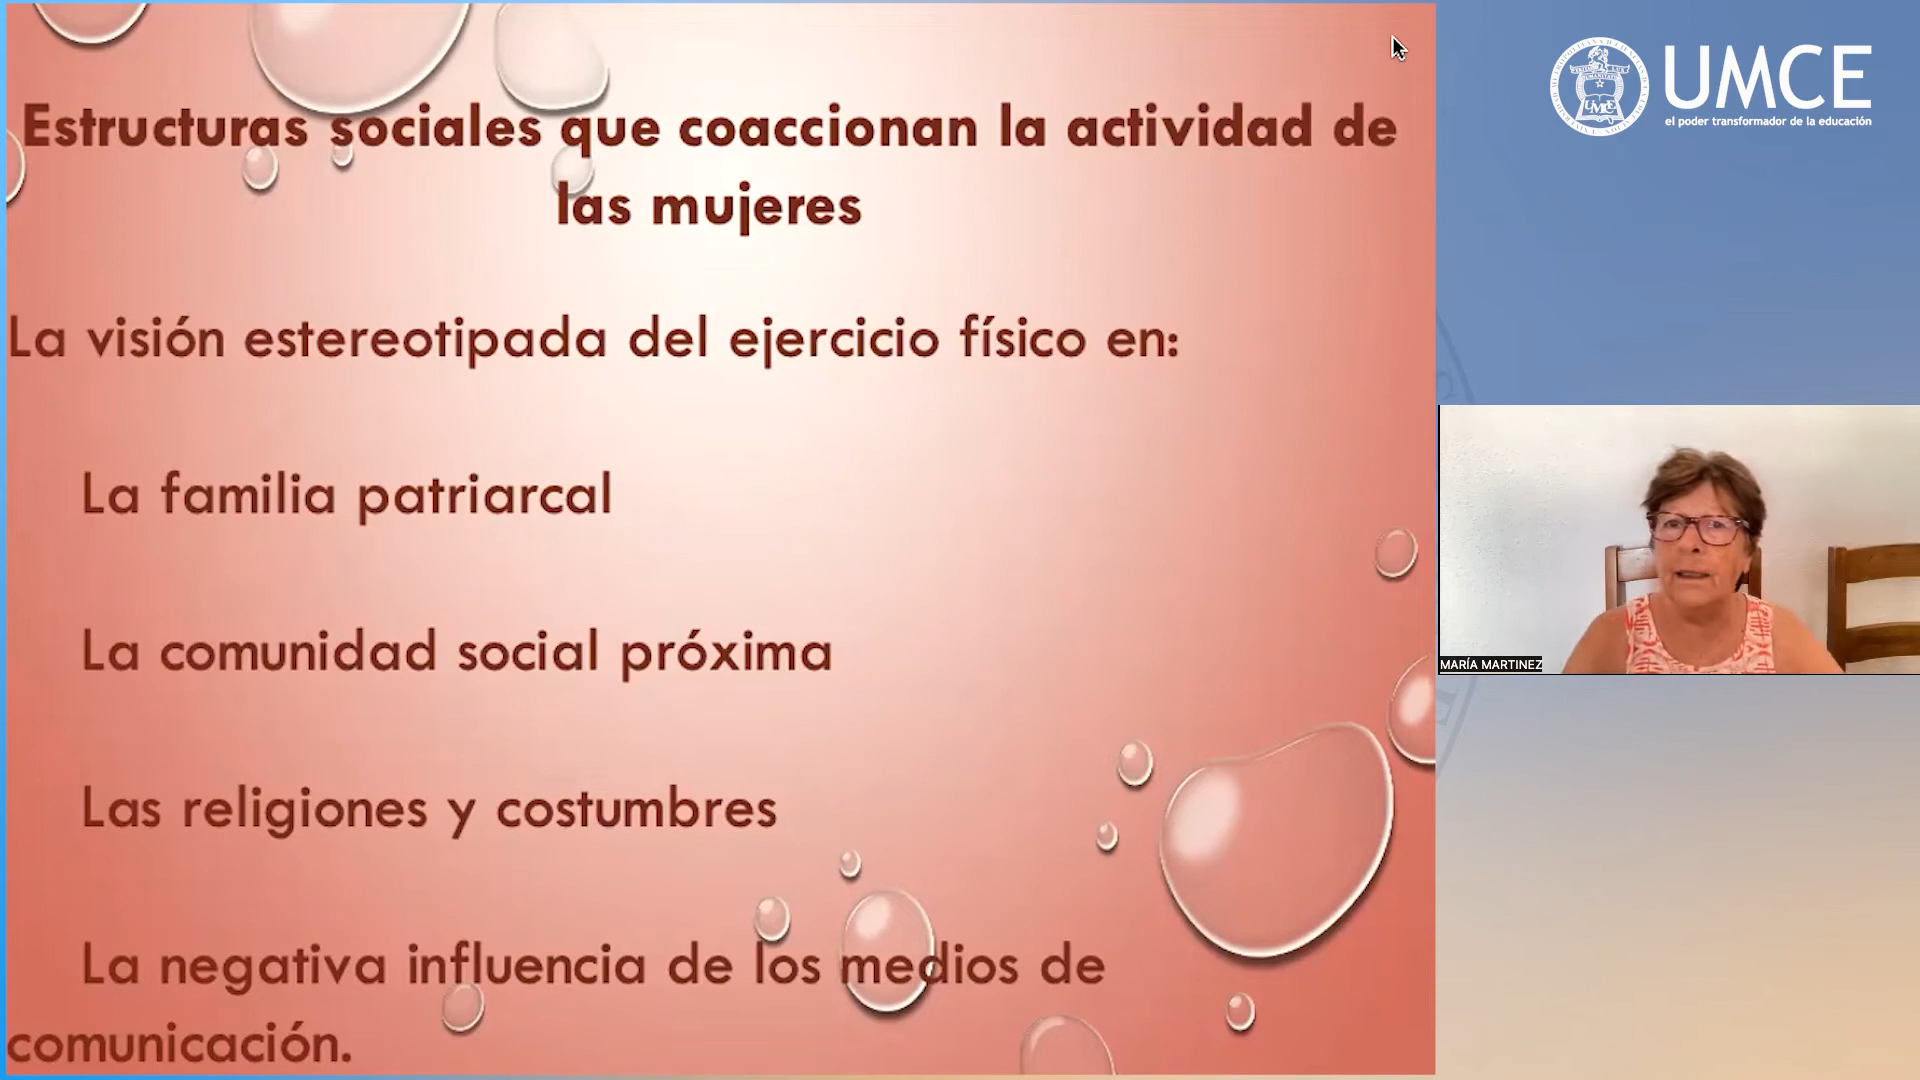 Estructuras sociales que coaccionan la actividad de
las mujeres
La visión estereotipada del ejercicio físico en:
La familia patriarcal
La comunidad social próxima
Las religiones y costumbres
La negativa influencia de los medios de
comunicación.
UMCE
el poder transformador de la educación
MARÍA MARTINEZ